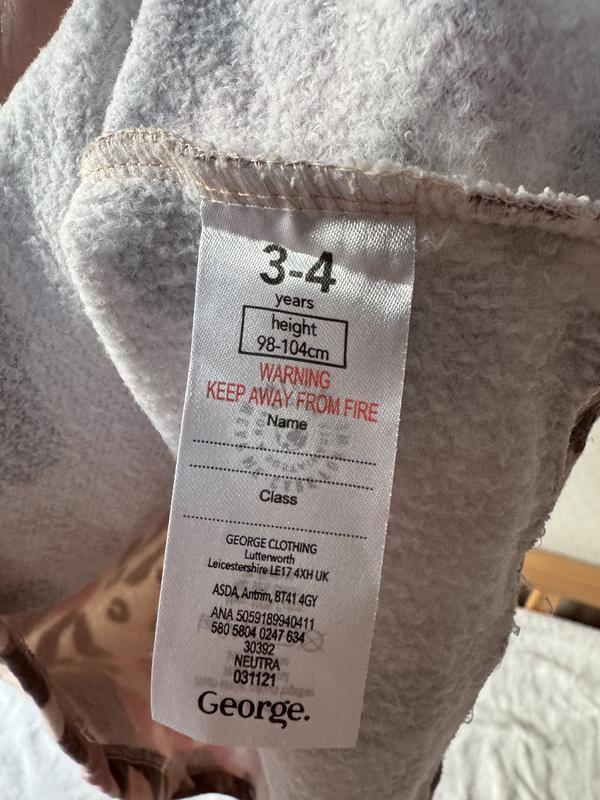 3-4
years
height
98-104cm
WARNING
KEEP AWAY FROM FIRE
Name
Class
GEORGE CLOTHING
Lutterworth
Leicestershire LE17 4XH UK
ASDA, Antrim, BT41 4GY
ANA 5059189940411
580 5804 0247 634
30392
NEUTRA
031121
George.